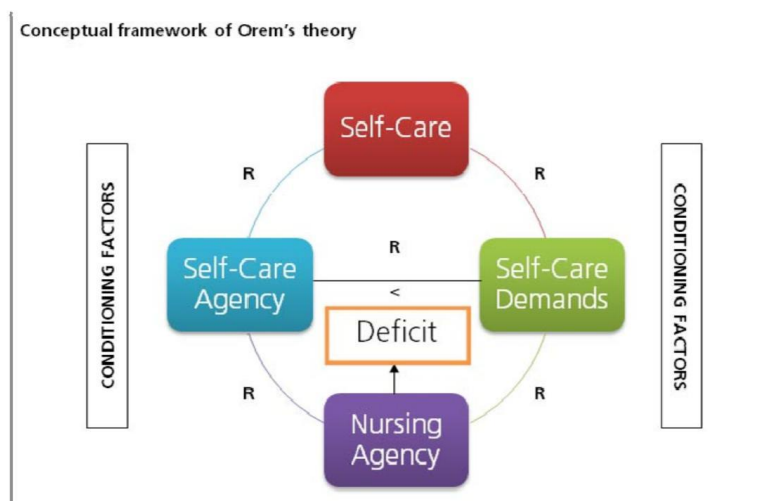 Conceptual framework of Orem's theory
Self-Care
R
R
CONDITIONING FACTORS
CONDITIONING FACTORS
Self-Care
Agency
R
<
Self-Care
Demands
Deficit
R
R
Nursing
Agency